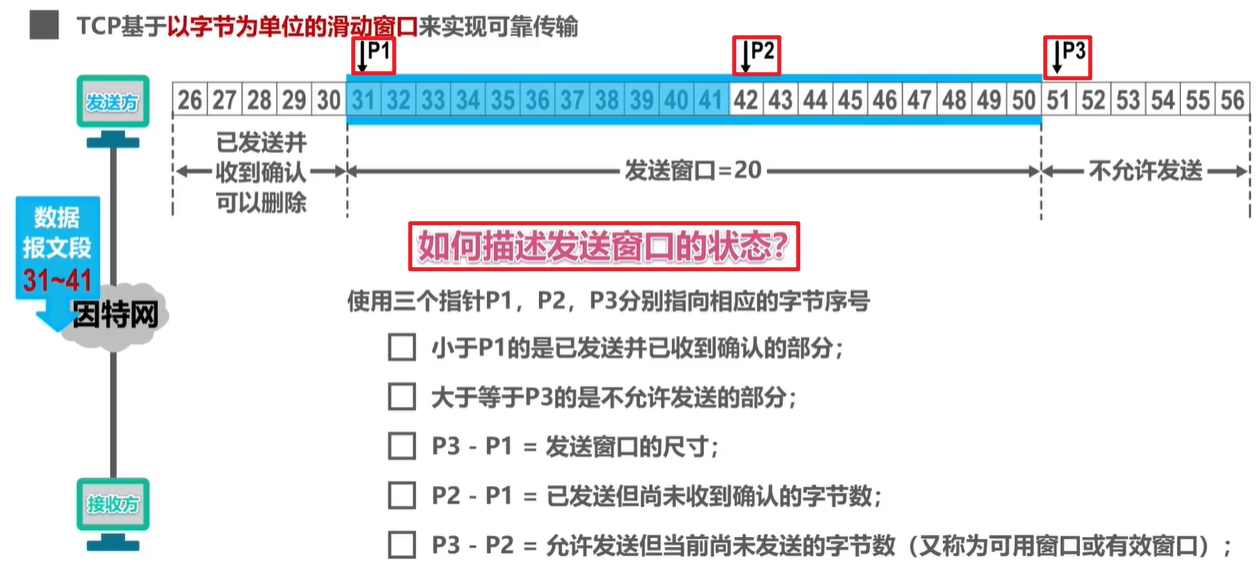 TCP基于以字节为单位的滑动窗口来实现可靠传输
P1 P2 P3
发送方
26 27 28 29 30 31 32 33 34 35 36 37 38 39 40 41 42 43 44 45 46 47 48 49 50 51 52 53 54 55 56
已发送并
收到确认
可以删除
发送窗口=20
不允许发送
数据
报文段
31~41
因特网
接收方
如何描述发送窗口的状态?
使用三个指针P1，P2，P3分别指向相应的字节序号
小于P1的是已发送并已收到确认的部分；
大于等于P3的是不允许发送的部分；
P3 - P1 = 发送窗口的尺寸；
P2 - P1 = 已发送但尚未收到确认的字节数；
P3 - P2 = 允许发送但当前尚未发送的字节数（又称为可用窗口或有效窗口）；